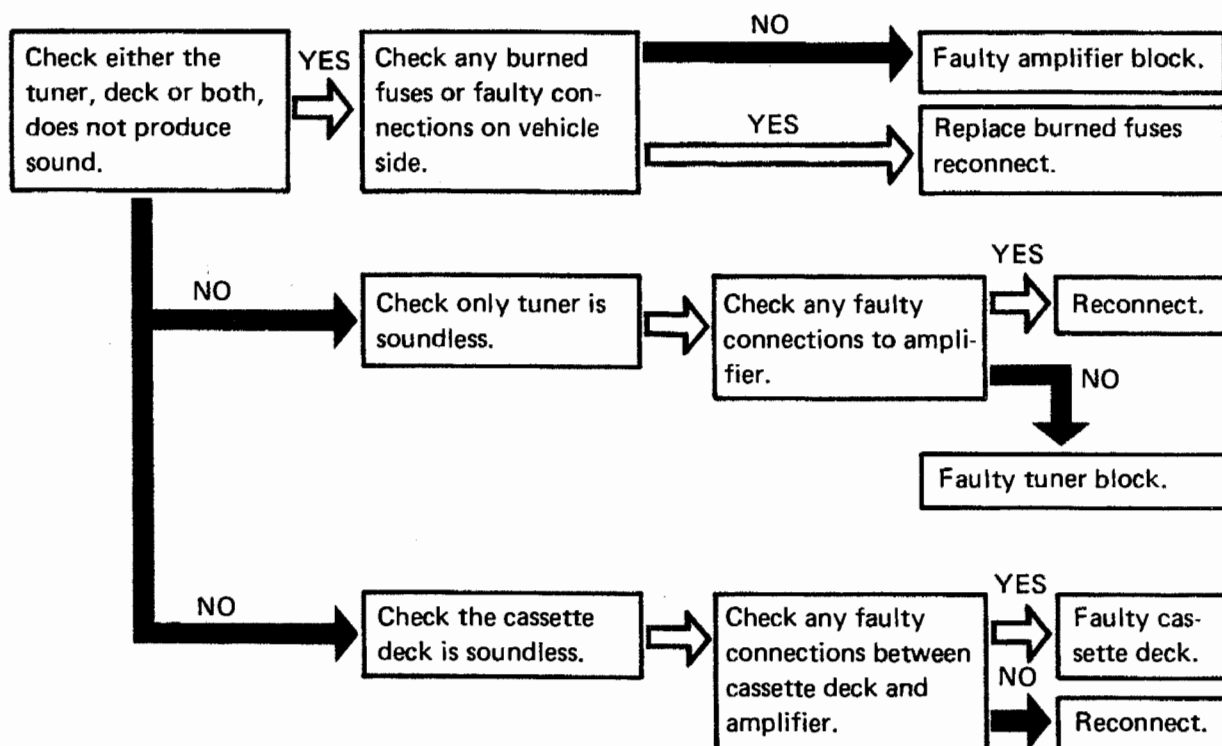 Check either the
tuner, deck or both,
does not produce
sound.
YES
Check any burned
fuses or faulty con-
nections on vehicle
side.
NO
Faulty amplifier block.
YES
Replace burned fuses
reconnect.
NO
Check only tuner is
soundless.
Check any faulty
connections to ampli-
fier.
YES
Reconnect.
NO
Faulty tuner block.
NO
Check the cassette
deck is soundless.
Check any faulty
connections between
cassette deck and
amplifier.
YES
Faulty cas-
sette deck.
NO
Reconnect.